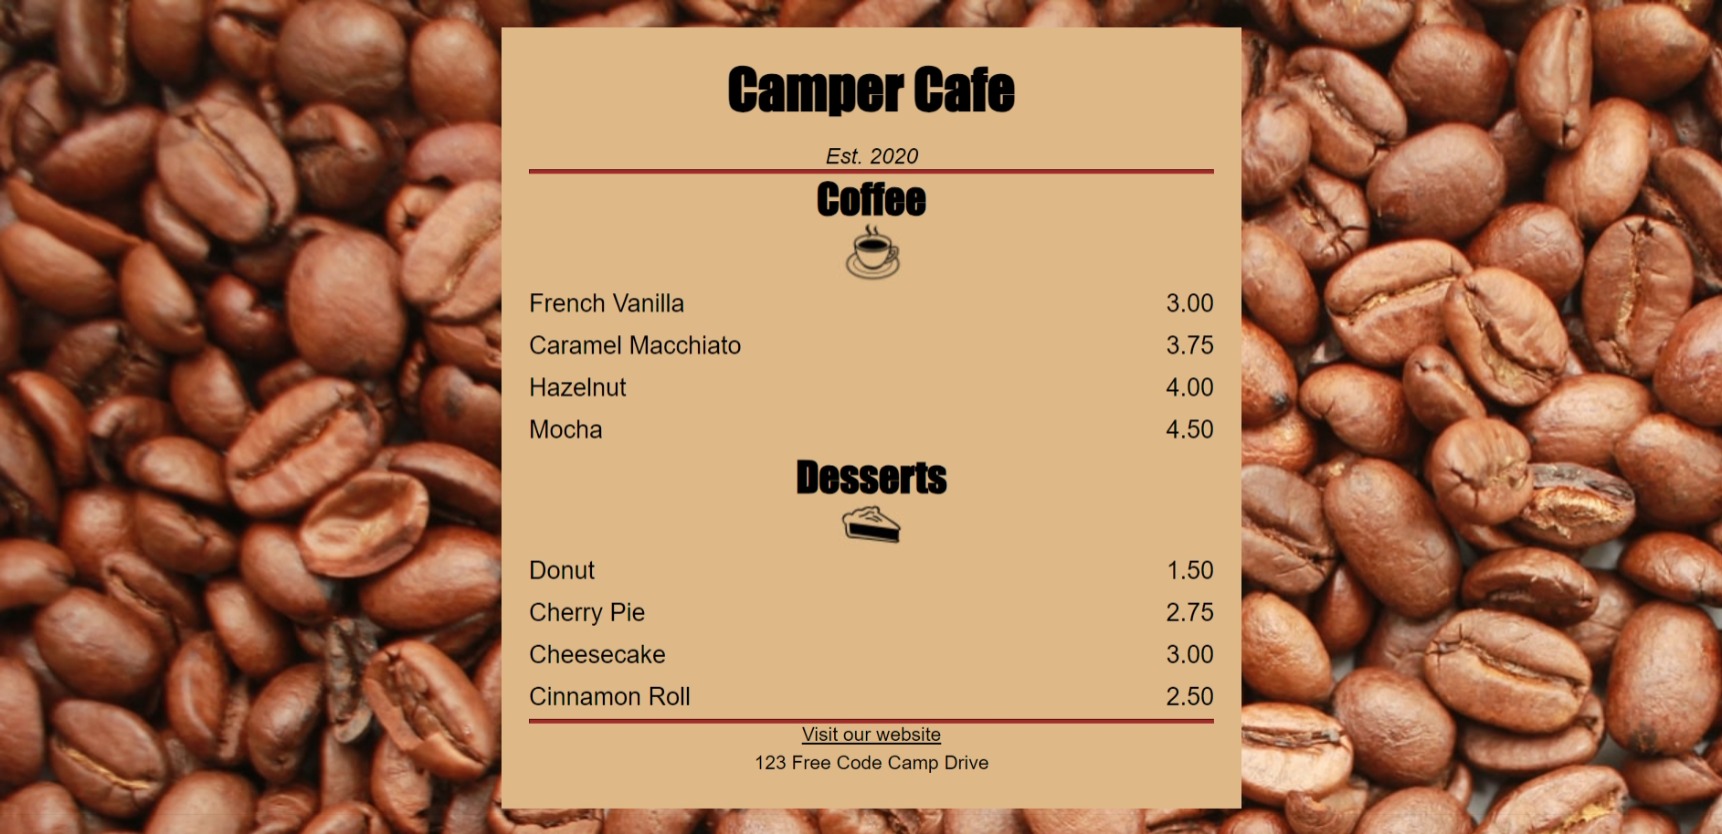 Camper Cafe
Est. 2020
Coffee
French Vanilla 3.00
Caramel Macchiato 3.75
Hazelnut 4.00
Mocha 4.50
Desserts
Donut 1.50
Cherry Pie 2.75
Cheesecake 3.00
Cinnamon Roll 2.50
Visit our website
123 Free Code Camp Drive